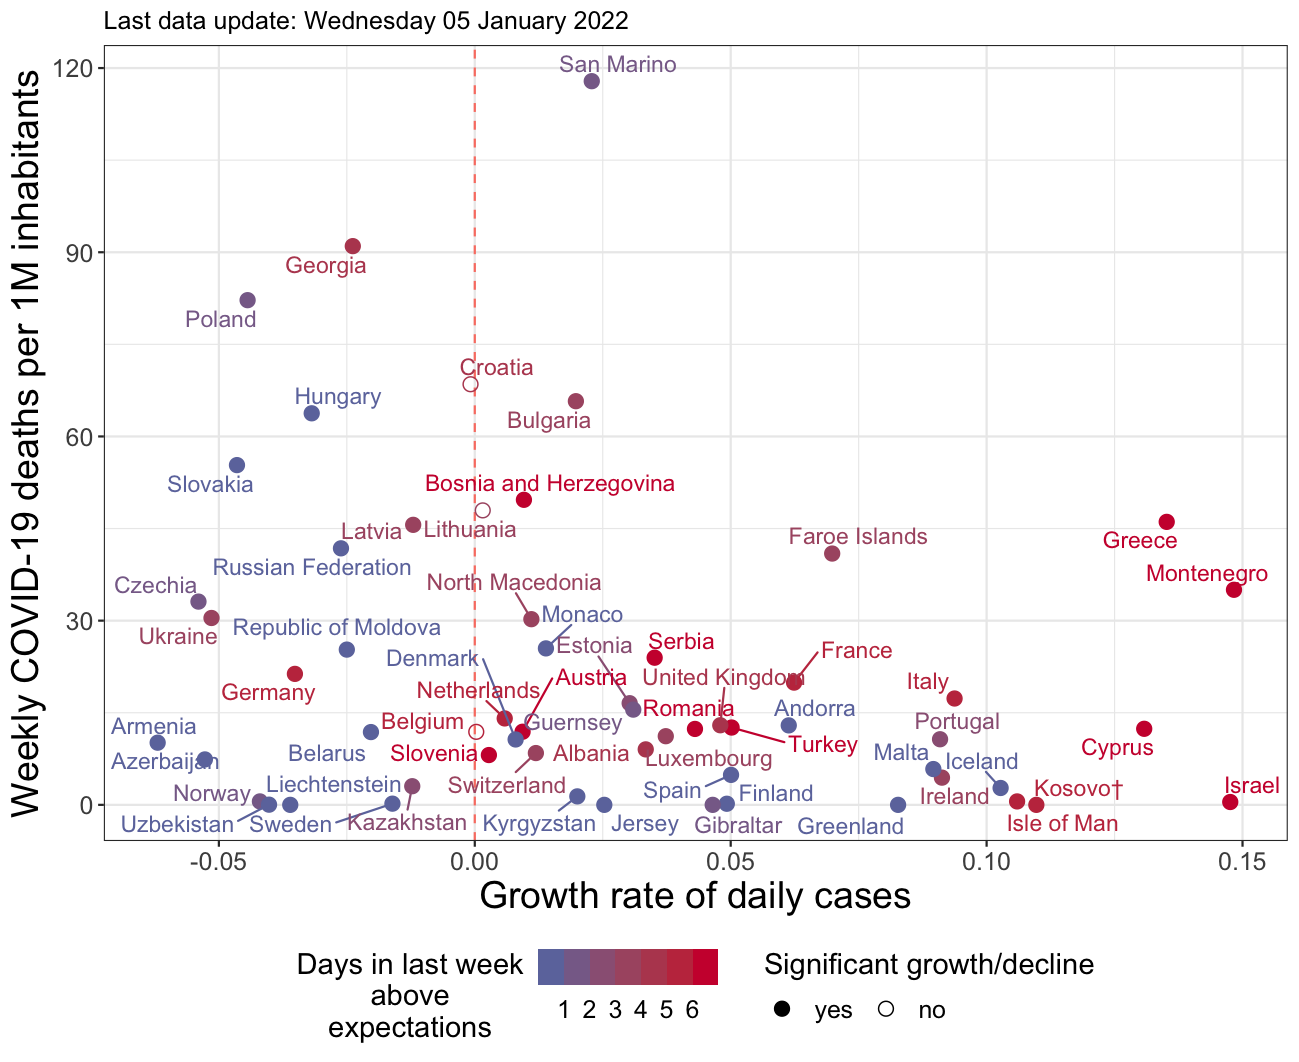 Last data update: Wednesday 05 January 2022
Weekly COVID-19 deaths per 1M inhabitants
120
90
60
30
0
San Marino
Georgia
Poland
Croatia
Hungary
Bulgaria
Slovakia
Bosnia and Herzegovina
Latvia
Lithuania
Faroe Islands
Greece
Russian Federation
Montenegro
Czechia
North Macedonia
Ukraine
Republic of Moldova
Monaco
Estonia
Serbia
Denmark
France
Germany
Netherlands
Austria
United Kingdom
Italy
Armenia
Belgium
Guernsey
Romania
Andorra
Portugal
Azerbaijan
Belarus
Slovenia
Albania
Luxembourg
Turkey
Malta
Iceland
Cyprus
Norway
Liechtenstein
Switzerland
Spain
Finland
Ireland
Kosovo†
Israel
Uzbekistan
Sweden
Kazakhstan
Kyrgyzstan
Jersey
Gibraltar
Greenland
Isle of Man
-0.05
0.00
0.05
0.10
0.15
Growth rate of daily cases
Days in last week
above
expectations
1 2 3 4 5 6
Significant growth/decline
yes
no